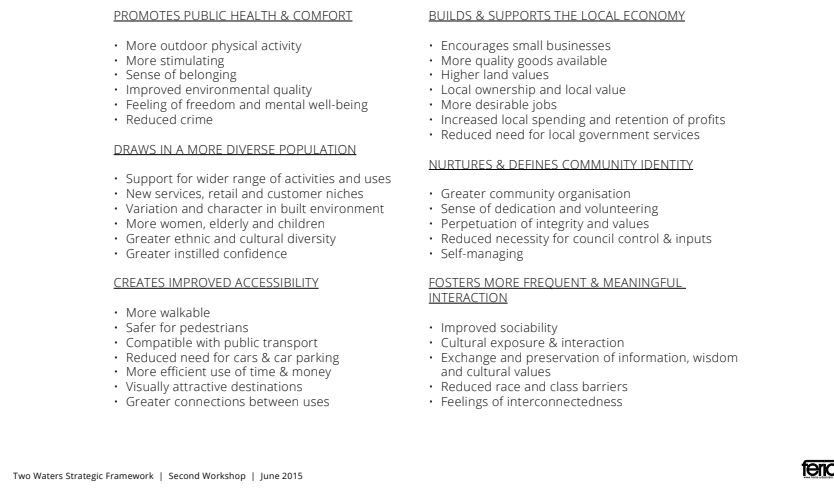 PROMOTES PUBLIC HEALTH & COMFORT
• More outdoor physical activity
• More stimulating
• Sense of belonging
• Improved environmental quality
• Feeling of freedom and mental well-being
• Reduced crime
DRAWS IN A MORE DIVERSE POPULATION
• Support for wider range of activities and uses
• New services, retail and customer niches
• Variation and character in built environment
• More women, elderly and children
• Greater ethnic and cultural diversity
• Greater instilled confidence
CREATES IMPROVED ACCESSIBILITY
• More walkable
• Safer for pedestrians
• Compatible with public transport
• Reduced need for cars & car parking
• More efficient use of time & money
• Visually attractive destinations
• Greater connections between uses
BUILDS & SUPPORTS THE LOCAL ECONOMY
• Encourages small businesses
• More quality goods available
• Higher land values
• Local ownership and local value
• More desirable jobs
• Increased local spending and retention of profits
• Reduced need for local government services
NURTURES & DEFINES COMMUNITY IDENTITY
• Greater community organisation
• Sense of dedication and volunteering
• Perpetuation of integrity and values
• Reduced necessity for council control & inputs
• Self-managing
FOSTERS MORE FREQUENT & MEANINGFUL
INTERACTION
• Improved sociability
• Cultural exposure & interaction
• Exchange and preservation of information, wisdom
and cultural values
• Reduced race and class barriers
• Feelings of interconnectedness
Two Waters Strategic Framework | Second Workshop | June 2015